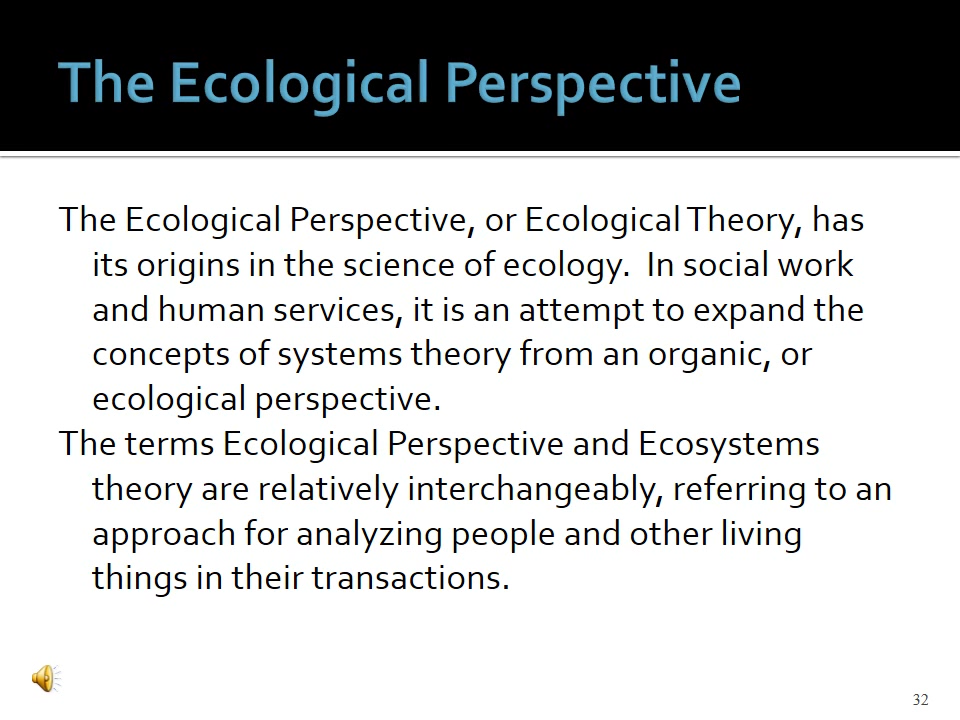 The Ecological Perspective
The Ecological Perspective, or Ecological Theory, has
its origins in the science of ecology.  In social work
and human services, it is an attempt to expand the
concepts of systems theory from an organic, or
ecological perspective.
The terms Ecological Perspective and Ecosystems
theory are relatively interchangeably, referring to an
approach for analyzing people and other living
things in their transactions.
32